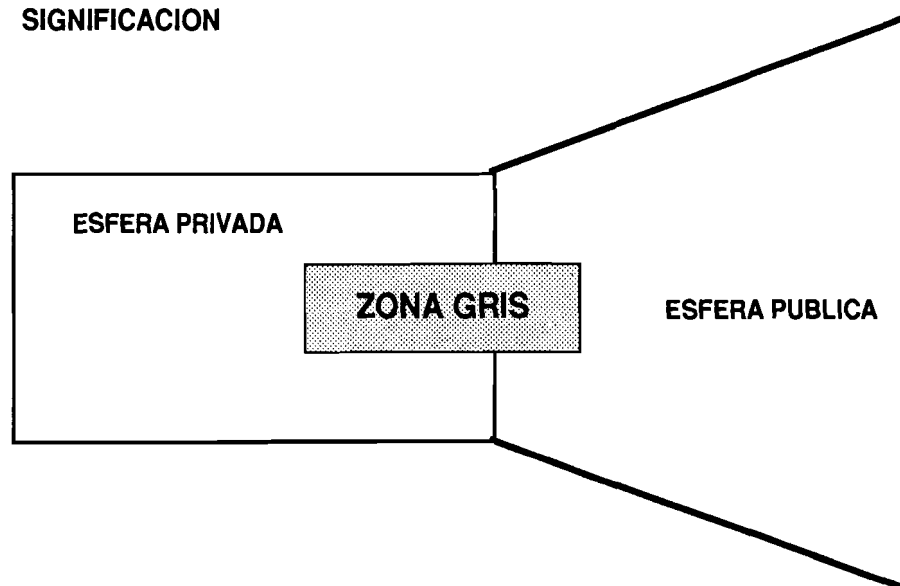 SIGNIFICACION
ESFERA PRIVADA
ZONA GRIS
ESFERA PUBLICA